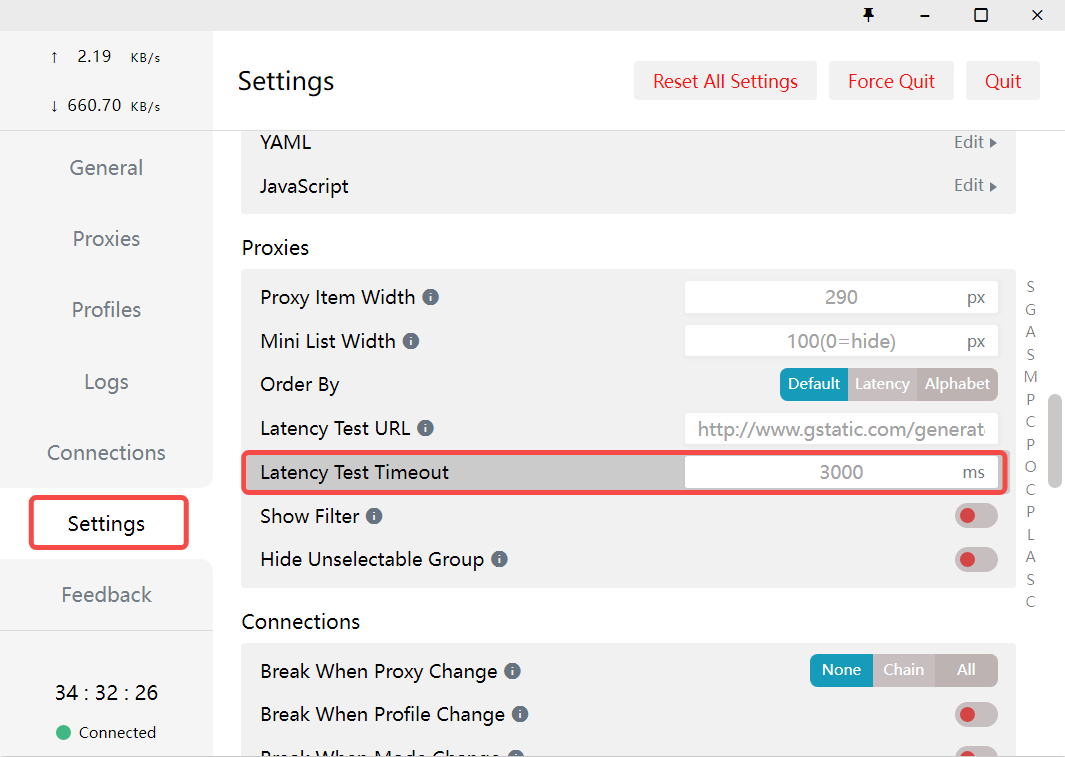 ↑ 2.19 KB/s
↓ 660.70 KB/s
General
Proxies
Profiles
Logs
Connections
Settings
Feedback
34 : 32 : 26
Connected
Settings
Reset All Settings Force Quit Quit
YAML Edit
JavaScript Edit
Proxies
Proxy Item Width 290 px
Mini List Width 100(0=hide) px
Order By Default Latency Alphabet
Latency Test URL http://www.gstatic.com/generat
Latency Test Timeout 3000 ms
Show Filter
Hide Unselectable Group
Connections
Break When Proxy Change None Chain All
Break When Profile Change
Break When Mode Change
S
G
A
S
M
P
C
P
O
C
P
L
A
S
C